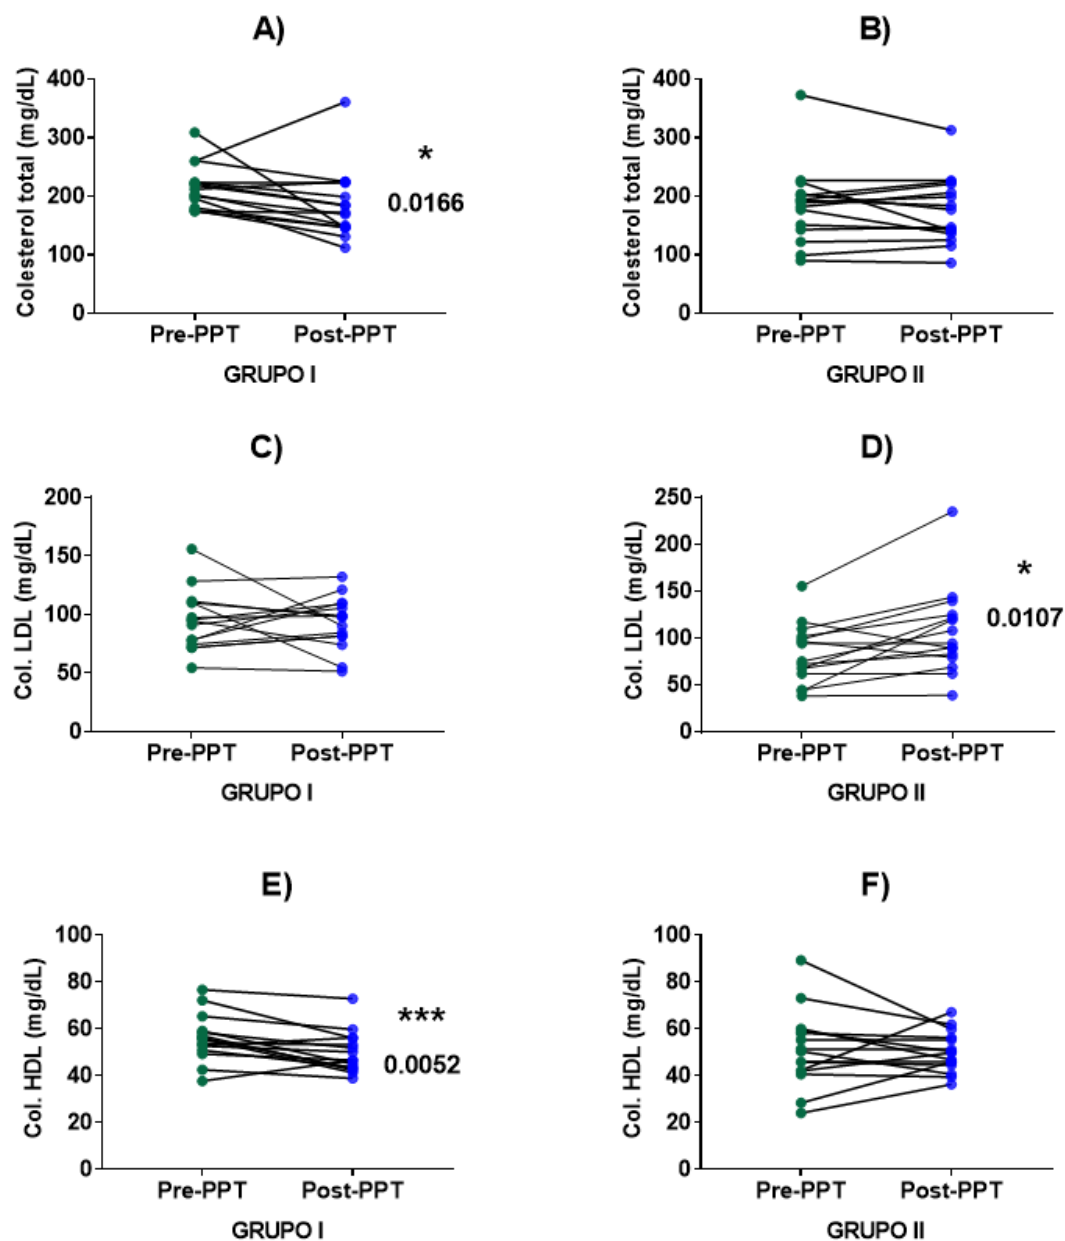 A)
Colesterol total (mg/dL)
400
300
200
100
0
*
0.0166
Pre-PPT Post-PPT
GRUPO I
B)
Colesterol total (mg/dL)
400
300
200
100
0
Pre-PPT Post-PPT
GRUPO II
C)
Col. LDL (mg/dL)
200
150
100
50
0
Pre-PPT Post-PPT
GRUPO I
D)
Col. LDL (mg/dL)
250
200
150
100
50
0
*
0.0107
Pre-PPT Post-PPT
GRUPO II
E)
Col. HDL (mg/dL)
100
80
60
40
20
0
***
0.0052
Pre-PPT Post-PPT
GRUPO I
F)
Col. HDL (mg/dL)
100
80
60
40
20
0
Pre-PPT Post-PPT
GRUPO II